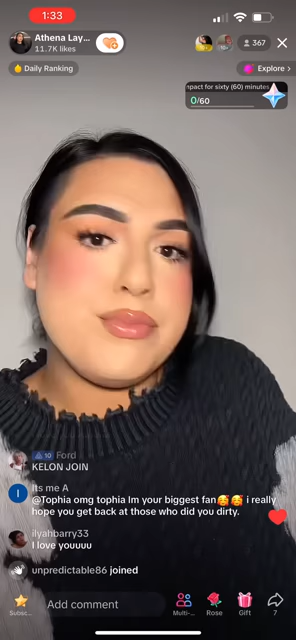 1:33
Athena Lay...
11.7K likes
367
Daily Ranking
Explore >
npact for sixty (60) minutes
0/60
10 Ford
KELON JOIN
Its me A
@Tophia omg tophia Im your biggest fan🥰🥰 i really
hope you get back at those who did you dirty.
ilyahbarry33
I love youuuu
unpredictable86 joined
Subsc...
Add comment
Multi-...
Rose
Gift
7